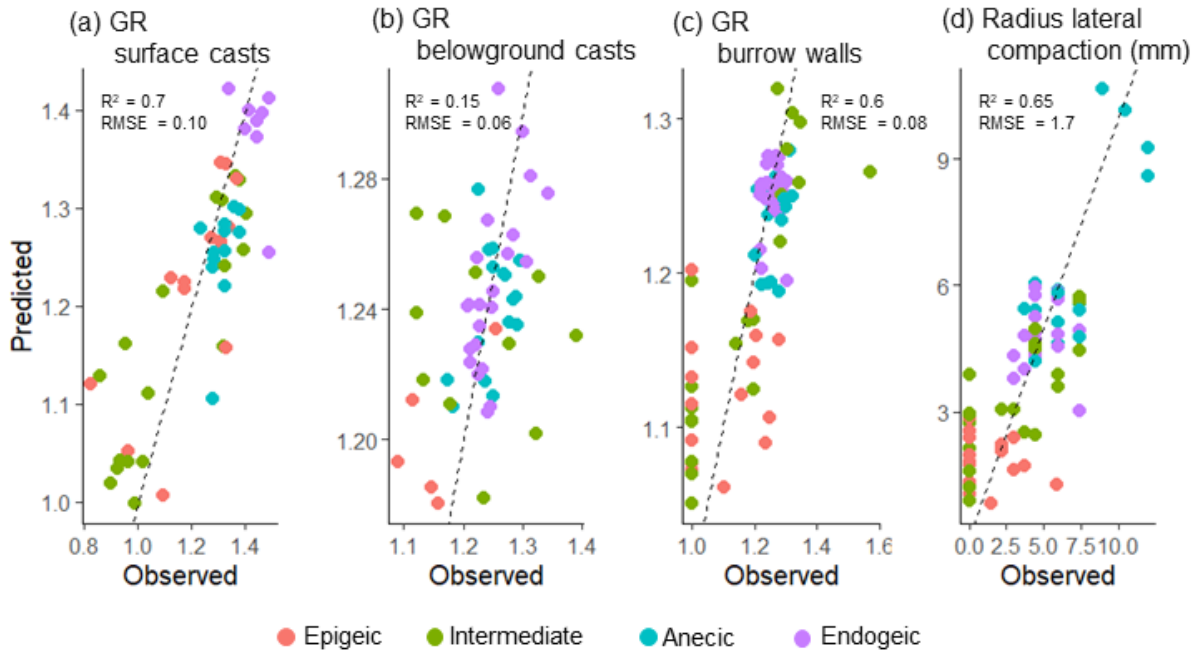 (a) GR
surface casts
R² = 0.7
RMSE = 0.10
1.4
1.3
1.2
1.1
1.0
0.8
1.0
1.2
1.4
Observed
Predicted
(b) GR
belowground casts
R² = 0.15
RMSE = 0.06
1.28
1.24
1.20
1.1
1.2
1.3
1.4
Observed
(c) GR
burrow walls
R² = 0.6
RMSE = 0.08
1.3
1.2
1.1
1.0
1.2
1.4
1.6
Observed
(d) Radius lateral
compaction (mm)
R² = 0.65
RMSE = 1.7
9
6
3
0.0
2.5
5.0
7.5
10.0
Observed
Epigeic
Intermediate
Anecic
Endogeic